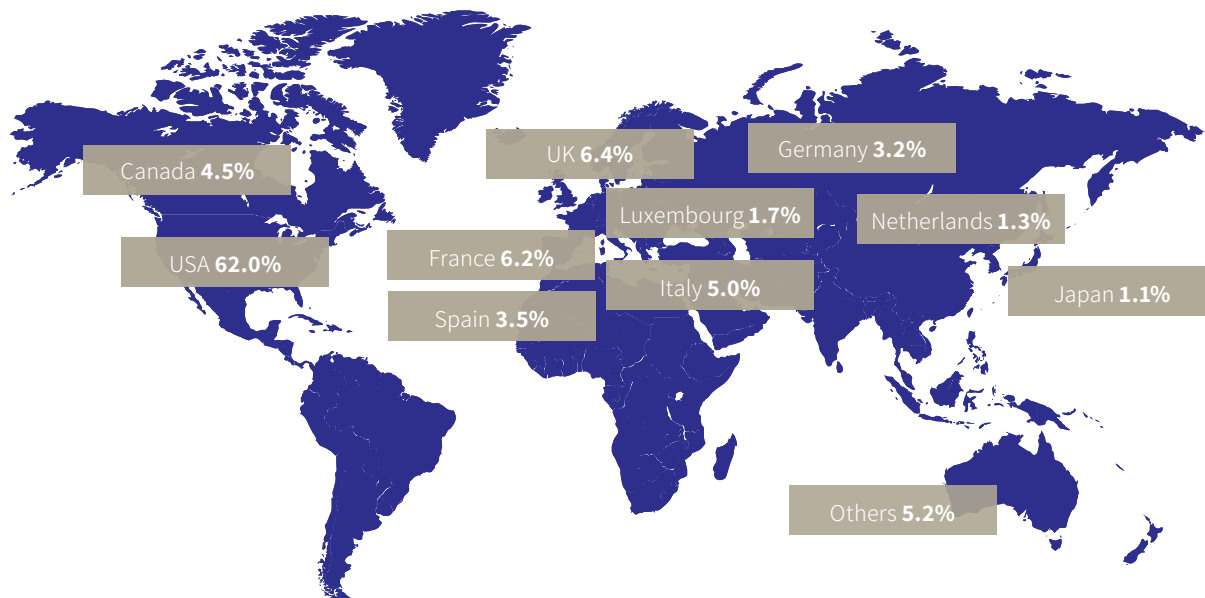 UK 6.4%
Germany 3.2%
Canada 4.5%
Luxembourg 1.7%
Netherlands 1.3%
France 6.2%
USA 62.0%
Italy 5.0%
Japan 1.1%
Spain 3.5%
Others 5.2%